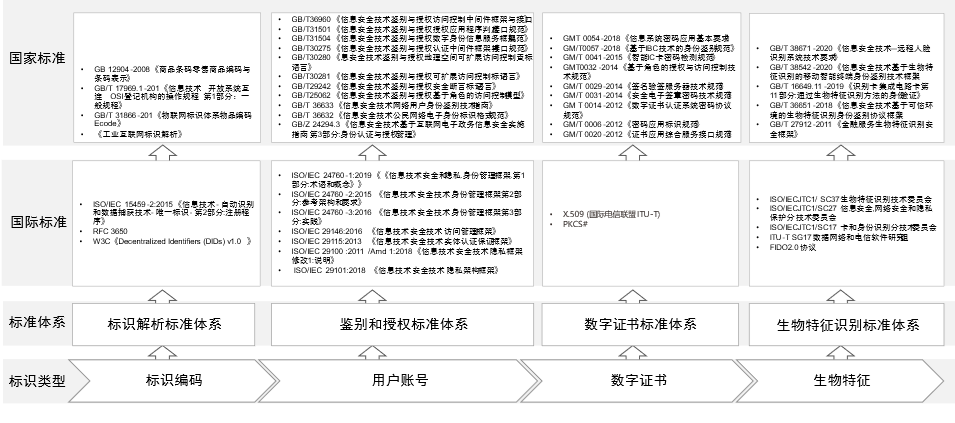 国家标准
• GB 12904-2008《商品条码零售商品编码与
条码表示》
• GB/T 17969.1-201《信息技术 开放系统互
连 OSI登记机构的操作规程 第1部分：一
般规程》
• GB/T 31866-201《物联网标识体系物品编码
Ecode》
• 《工业互联网标识解析》
• GB/T36960《信息安全技术鉴别与授权访问控制中间件框架与接口
• GB/T31501《信息安全技术鉴别与授权授权应用程序判定接口规范》
• GB/T31504《信息安全技术鉴别与授权数字身份信息服务框架规范》
• GB/T30275《信息安全技术鉴别与授权认证中间件框架与接口规范》
• GB/T30280《信息安全技术鉴别与授权地理空间可扩展访问控制置标
语言》
• GB/T30281《信息安全技术鉴别与授权可扩展访问控制标记语言》
• GB/T29242《信息安全技术鉴别与授权安全断言标记语言》
• GB/T25062《信息安全技术鉴别与授权基于角色的访问控制模型》
• GB/T 36633《信息安全技术网络用户身份鉴别技术指南》
• GB/T 36632《信息安全技术公民网络电子身份标识格式规范》
• GB/Z 24294.3《信息安全技术基于互联网电子政务信息安全实施
指南 第3部分:身份认证与授权管理》
• GMT 0054-2018《信息系统密码应用基本要求
• GM/T0057-2018《基于IBC技术的身份鉴别规范》
• GM/T 0041-2015《智能IC卡密码检测规范》
• GMT0032-2014《基于角色的授权与访问控制技
术规范》
• GM/T 0029-2014《签名验签服务器技术规范
• GM/T 0031-2014《安全电子签章密码技术规范
• GM/T 0014-2012《数字证书认证系统密码协议
规范》
• GM/T 0006-2012《密码应用标识规范》
• GM/T 0020-2012《证书应用综合服务接口规范
• GB/T 38671-2020《信息安全技术--远程人脸
识别系统技术要求》
• GB/T 38542-2020《信息安全技术基于生物特
征识别的移动智能终端身份鉴别技术框架
• GB/T 16649.11-2019《识别卡集成电路卡第
11部分:通过生物特征识别方法的身份验证》
• GB/T 36651-2018《信息安全技术基于可信环
境的生物特征识别身份鉴别协议框架
• GB/T 27912-2011《金融服务生物特征识别安
全框架》
国际标准
• ISO/IEC 15459-2:2015《信息技术-自动识别
和数据捕获技术-唯一标识-第2部分:注册程
序》
• RFC 3650
• W3C《Decentralized Identifiers (DIDs) v1.0 》
• ISO/IEC 24760-1:2019《《信息技术安全和隐私身份管理框架.第1
部分:术语和概念》》
• ISO/IEC 24760-2:2015《信息技术安全技术身份管理框架第2部
分:参考架构和要求》
• ISO/IEC 24760-3:2016《信息技术安全技术身份管理框架第3部
分:实践》
• ISO/IEC 29146:2016 《信息技术安全技术 访问管理框架》
• ISO/IEC 29115:2013 《信息技术安全技术实体认证保证框架》
• ISO/IEC 29100 :2011 /Amd 1:2018《信息技术安全技术隐私框架
修改1:说明》
• ISO/IEC 29101:2018 《信息技术安全技术隐私架构框架》
• X.509 (国际电信联盟ITU-T)
• PKCS#
• ISO/IECJTC1/ SC37生物特征识别技术委员会
• ISO/IECJTC1/SC27 信息安全,网络安全和隐私
保护分技术委员会
• ISO/IECJTC1/SC17 卡和身份识别分技术委员会
• ITU-T SG17数据网络和电信软件研究组
• FIDO2.0协议
标准体系
标识解析标准体系
鉴别和授权标准体系
数字证书标准体系
生物特征识别标准体系
标识类型
标识编码
用户账号
数字证书
生物特征